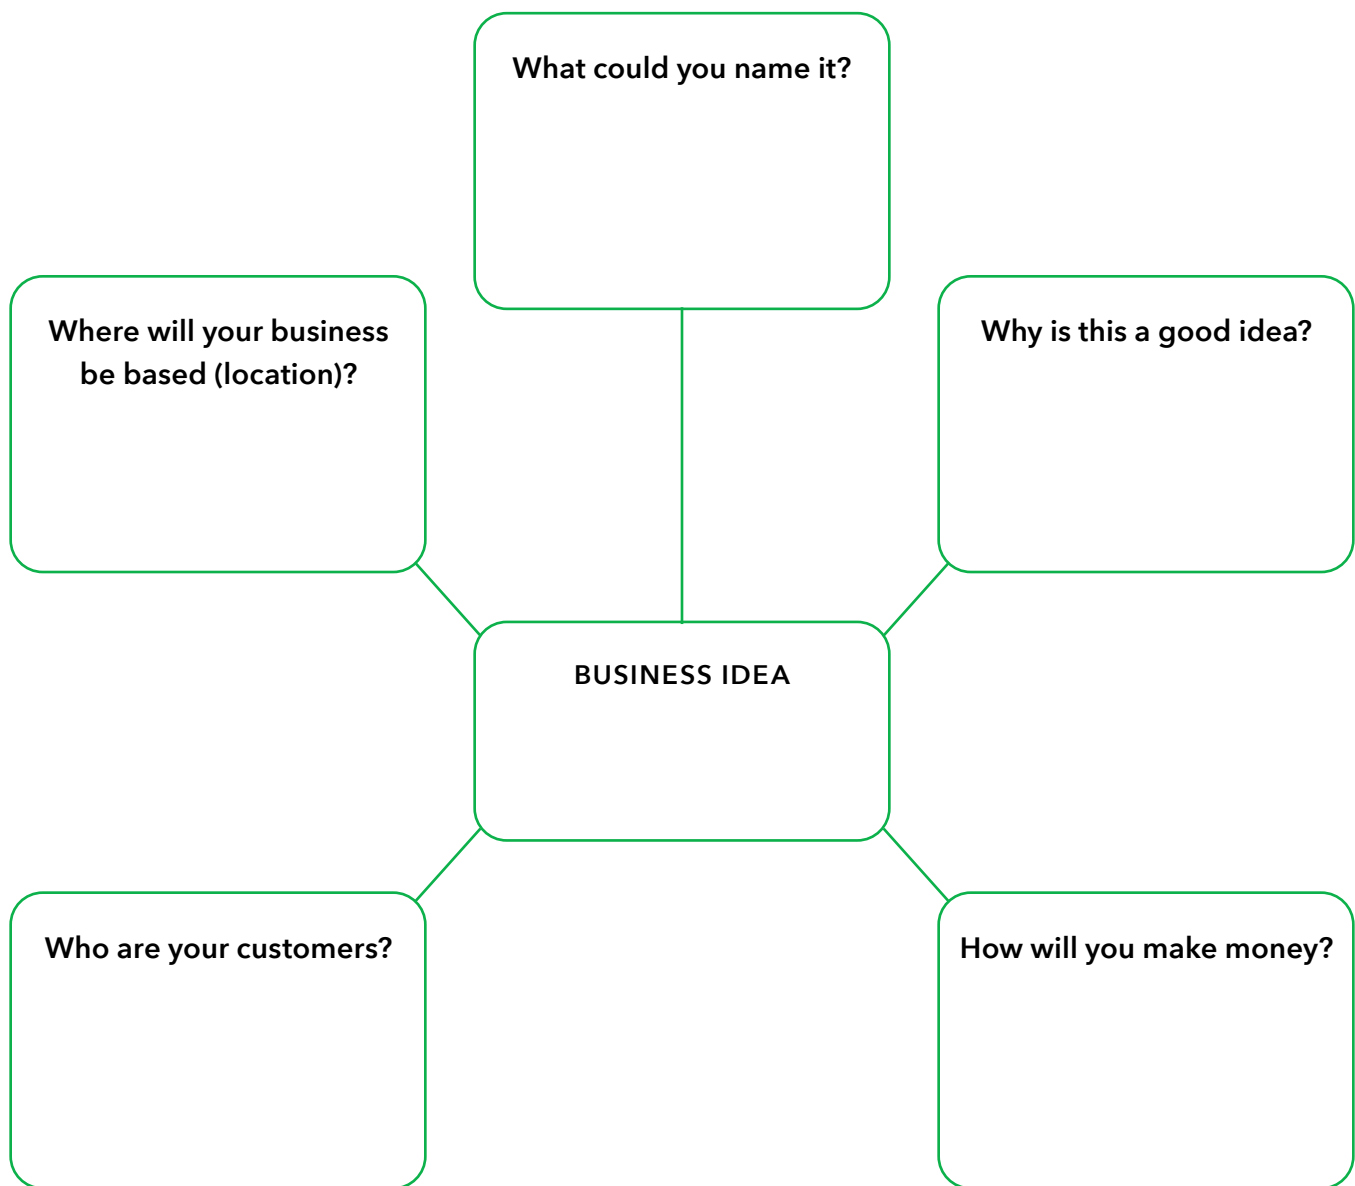 What could you name it?
Where will your business
be based (location)?
Why is this a good idea?
BUSINESS IDEA
Who are your customers?
How will you make money?